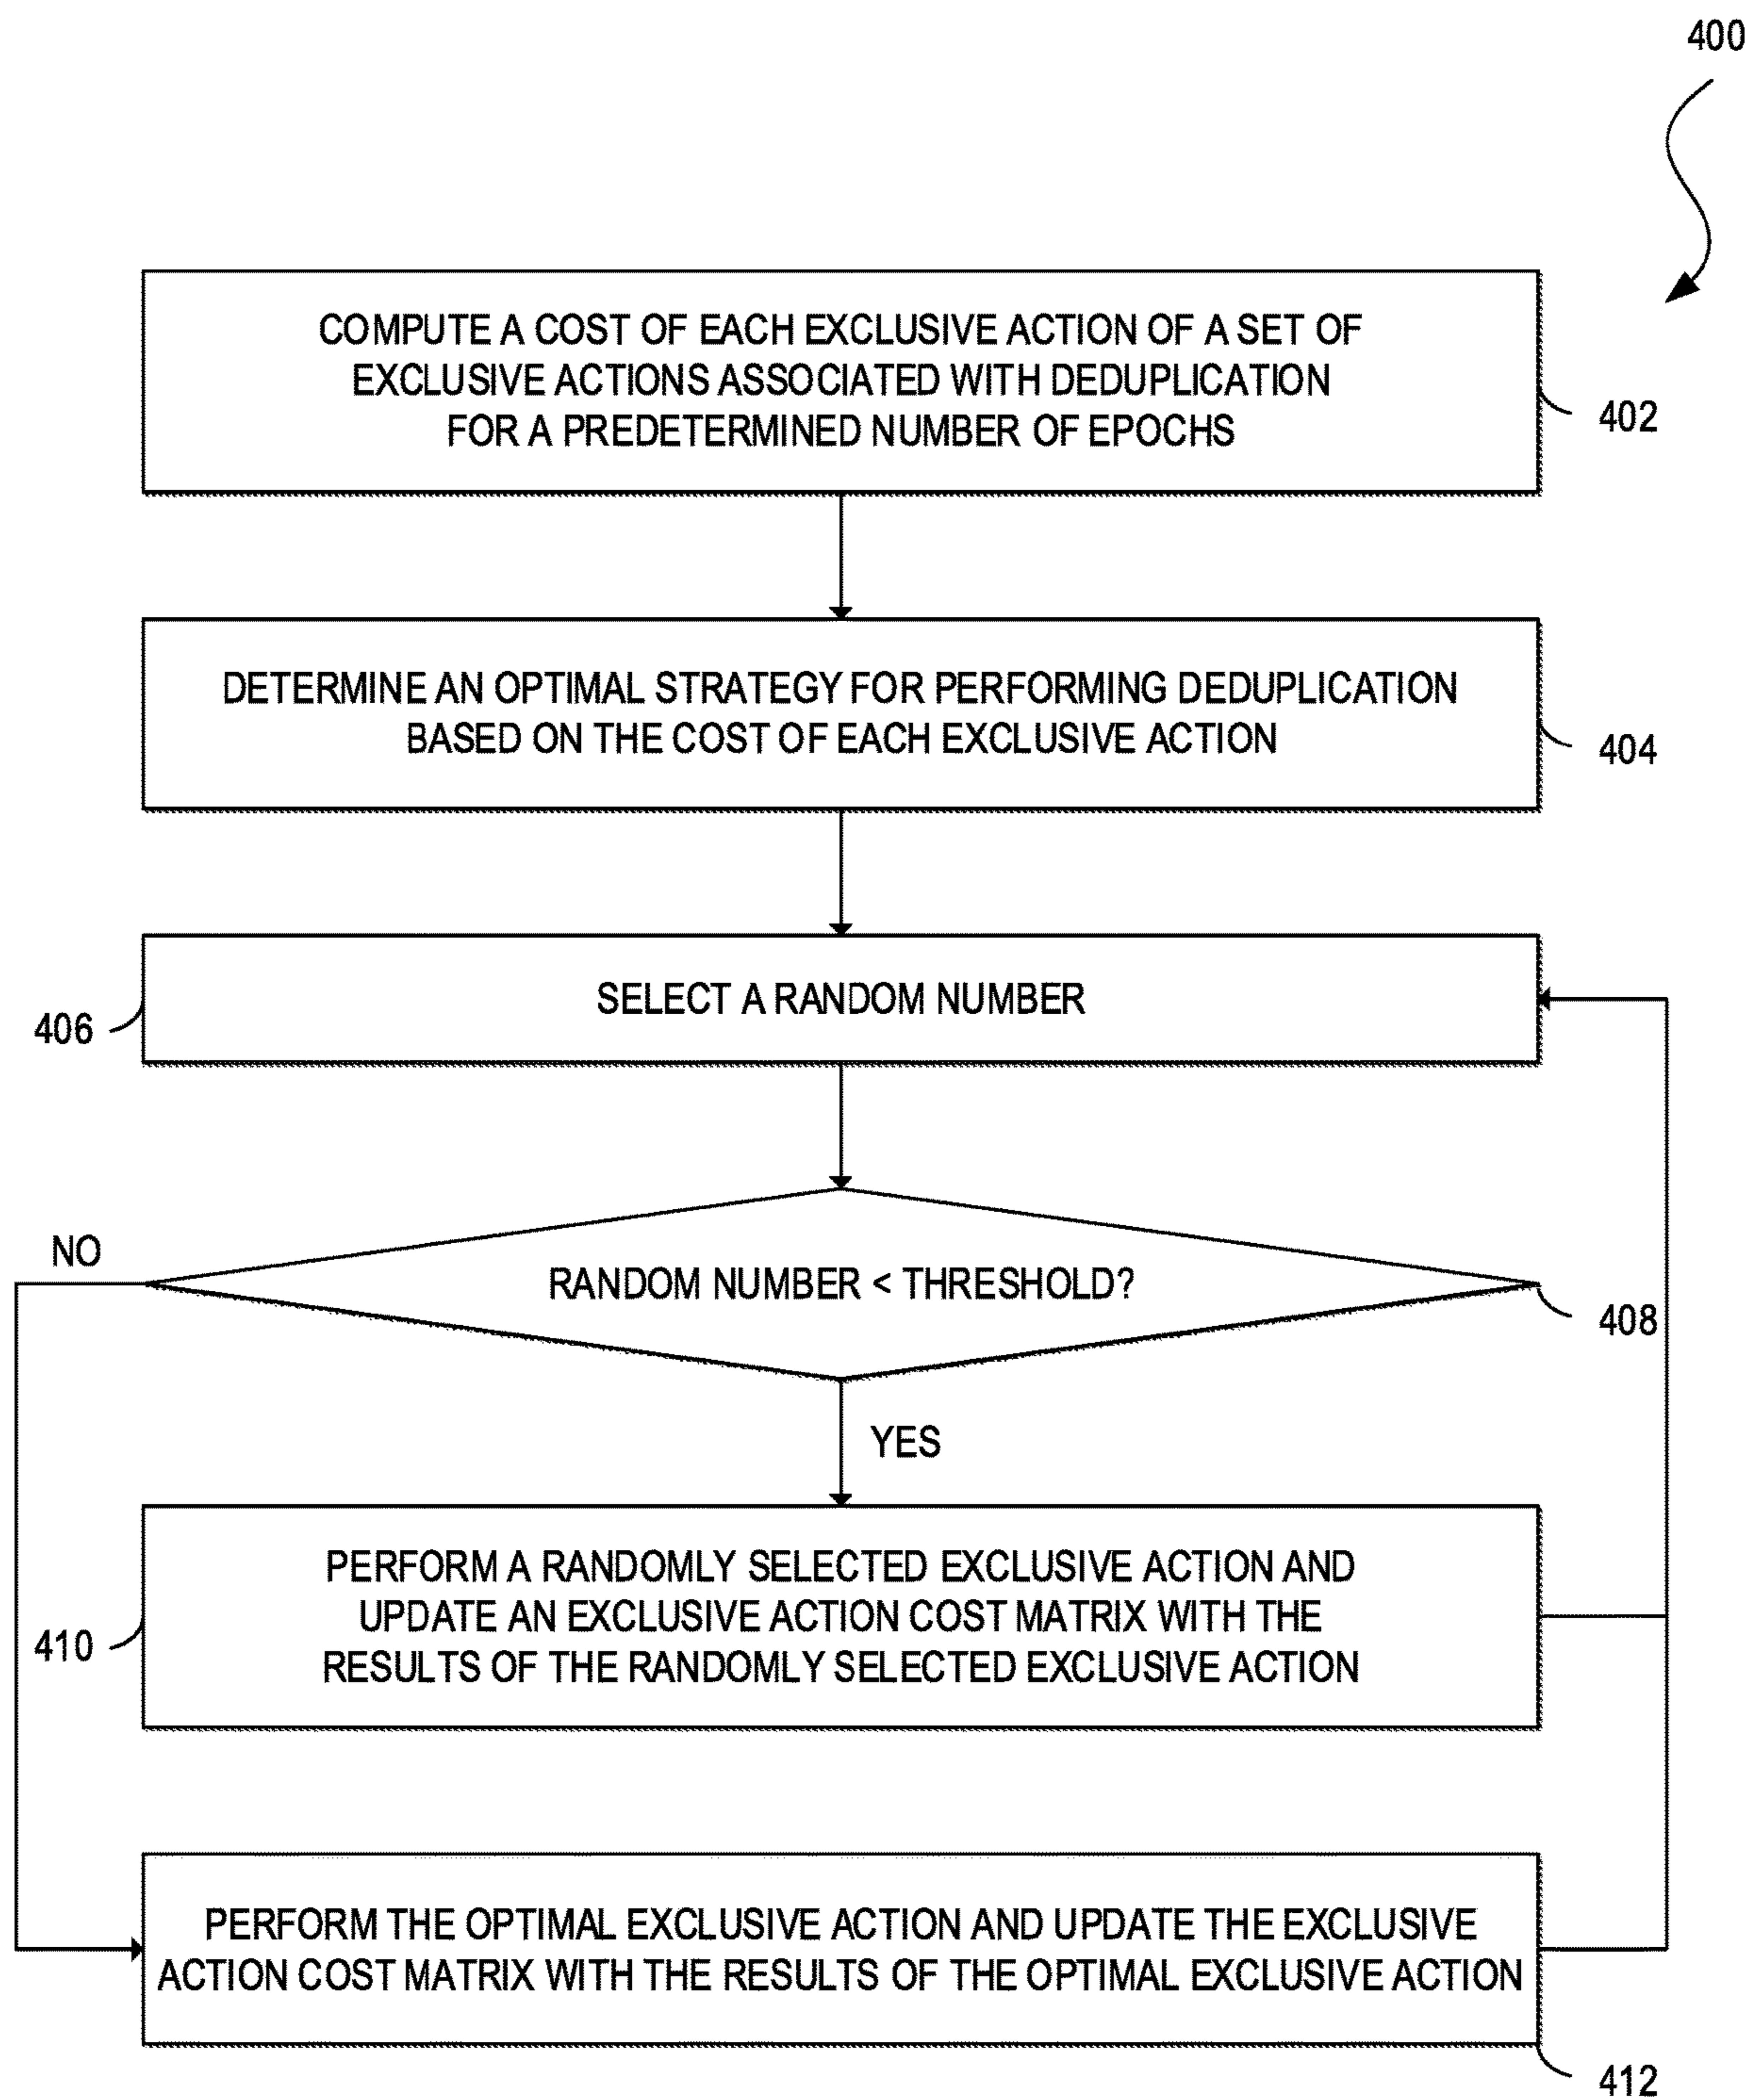 400
COMPUTE A COST OF EACH EXCLUSIVE ACTION OF A SET OF
EXCLUSIVE ACTIONS ASSOCIATED WITH DEDUPLICATION
FOR A PREDETERMINED NUMBER OF EPOCHS
402
DETERMINE AN OPTIMAL STRATEGY FOR PERFORMING DEDUPLICATION
BASED ON THE COST OF EACH EXCLUSIVE ACTION
404
SELECT A RANDOM NUMBER
406
NO
RANDOM NUMBER < THRESHOLD?
408
YES
PERFORM A RANDOMLY SELECTED EXCLUSIVE ACTION AND
UPDATE AN EXCLUSIVE ACTION COST MATRIX WITH THE
RESULTS OF THE RANDOMLY SELECTED EXCLUSIVE ACTION
410
PERFORM THE OPTIMAL EXCLUSIVE ACTION AND UPDATE THE EXCLUSIVE
ACTION COST MATRIX WITH THE RESULTS OF THE OPTIMAL EXCLUSIVE ACTION
412